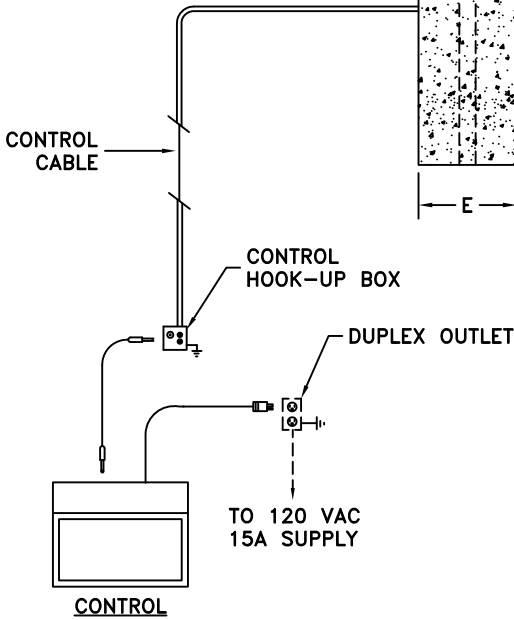 CONTROL
CABLE
E
CONTROL
HOOK-UP BOX
DUPLEX OUTLET
TO 120 VAC
15A SUPPLY
CONTROL